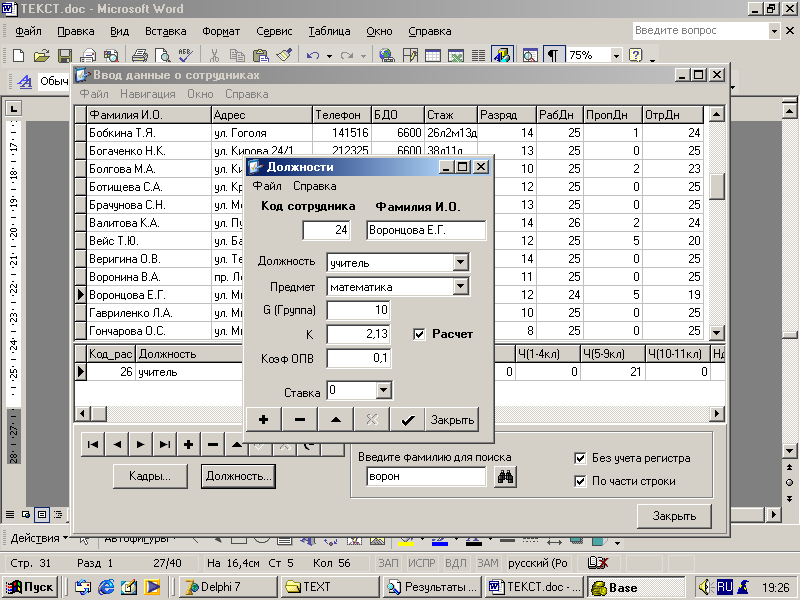 ТЕКСТ.doc - Microsoft Word
Файл Правка Вид Вставка Формат Сервис Таблица Окно Справка Введите вопрос
75%
Обыч
Ввод данные о сотрудниках
Файл Навигация Окно Справка
Фамилия И.О. Адрес Телефон БДО Стаж Разряд РабДн ПропДн ОтрДн
Бобкина Т.Я. ул. Гоголя 141516 6600 26л2м13д 14 25 1 24
Богаченко Н.К. ул. Кирова 24/1 212325 6600 38л11л 13 25 0 25
Болгова М.А. ул. Ки 10 25 2 23
Ботищева С.А. ул. Кр 12 25 0 25
Брачунова С.Н. ул. Мо 13 25 0 25
Валитова К.А. ул. Пу 14 26 2 24
Вейс Т.Ю. ул. Ба 12 25 5 20
Веригина О.В. ул. Те 14 25 0 25
Воронина В.А. пр. Ле 11 25 0 25
Воронцова Е.Г. ул. Ми 12 24 5 19
Гавриленко Л.А. ул. Ми 10 25 0 25
Гончарова О.С. ул. Ми 8 25 0 25
Должности
Файл Справка
Код сотрудника Фамилия И.О.
24 Воронцова Е.Г.
Должность учитель
Предмет математика
G (Группа) 10
К 2,13 Расчет
Коэф ОПВ 0,1
Ставка 0
Закрыть
Код_рас Должность Ч(1-4кл) Ч(5-9кл) Ч(10-11кл)
26 учитель 0 0 21 0
Кадры... Должность...
Введите фамилию для поиска
ворон
Без учета регистра
По части строки
Закрыть
Действия Автофигуры
Стр. 31 Разд 1 27/40 На 16,4см Ст 5 Кол 56 ЗАП ИСПР ВДЛ ЗАМ русский (Ро
Пуск Delphi 7 TEXT Результаты ... ТЕКСТ.doc - ... Base RU 19:26